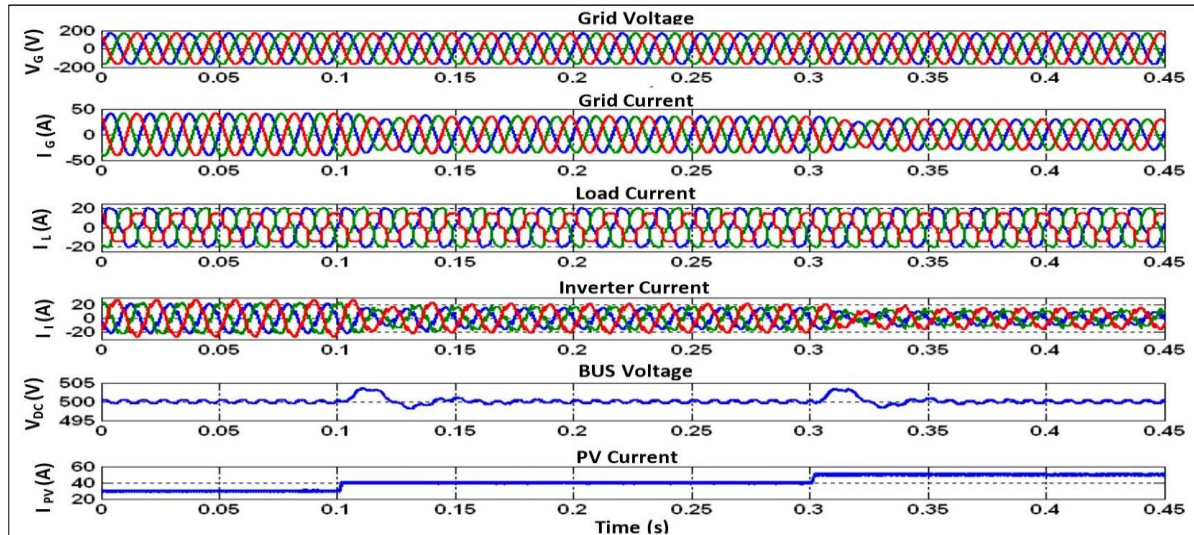 Grid Voltage
V G (V)
200
0
-200
0 0.05 0.1 0.15 0.2 0.25 0.3 0.35 0.4 0.45
Grid Current
I G (A)
50
0
-50
0 0.05 0.1 0.15 0.2 0.25 0.3 0.35 0.4 0.45
Load Current
I L (A)
20
0
-20
0 0.05 0.1 0.15 0.2 0.25 0.3 0.35 0.4 0.45
Inverter Current
I I (A)
20
0
-20
0 0.05 0.1 0.15 0.2 0.25 0.3 0.35 0.4 0.45
BUS Voltage
V DC (V)
505
500
495
0 0.05 0.1 0.15 0.2 0.25 0.3 0.35 0.4 0.45
PV Current
I PV (A)
60
40
20
0 0.05 0.1 0.15 0.2 0.25 0.3 0.35 0.4 0.45
Time (s)